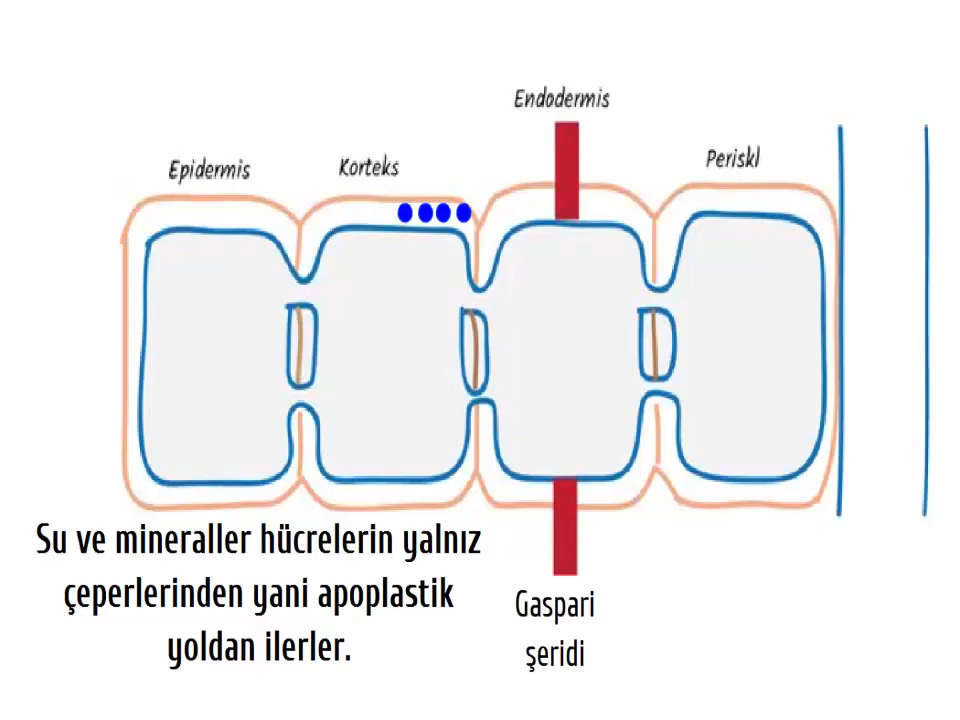 Endodermis
Epidermis
Korteks
Periskl
Su ve mineraller hücrelerin yalnız
çeperlerinden yani apoplastik
yoldan ilerler.
Gaspari
şeridi